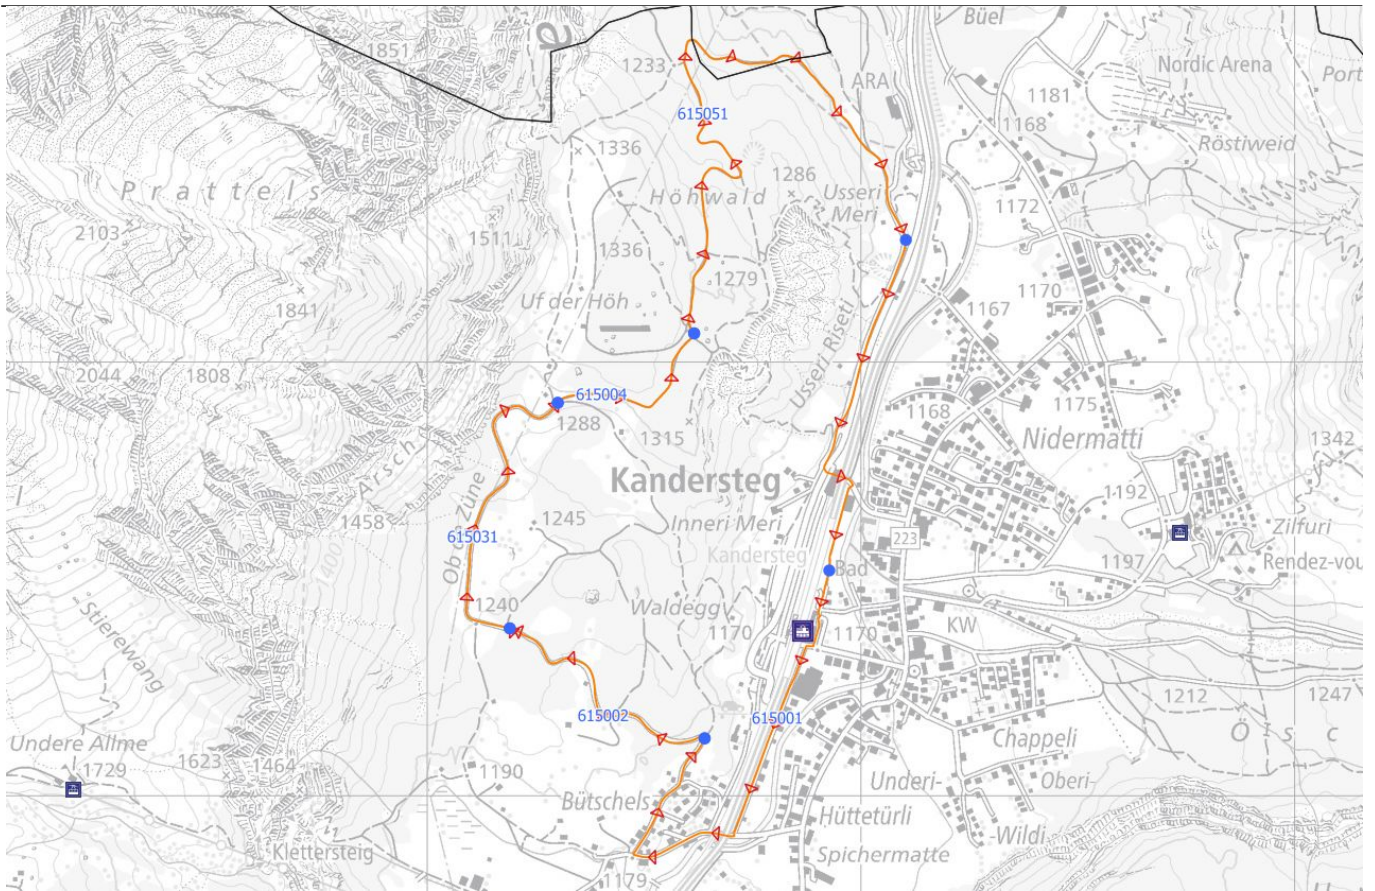 Büel
1851
a
1233
Nordic Arena
Port
ARA
1181
615051
1168
Röstiweid
1336
Prattels
1286
Höhwald
Usseri
Meri
1172
2103
1511
1336
1279
1170
1841
Uf der Höh
1167
Usseri Riseti
2044
1808
1175
615004
1168
1288
1315
Nidermatti
1342
Arsch
Kandersteg
1192
1458
1245
Inneri Meri
Zilfuri
615031
223
Kandersteg
1197
Rendez-vou
1400
Bad
1240
Waldegg
1170
1170
KW
Stierewang
1212
1247
615002
615001
Ösc
Undere Allme
Chappeli
1729
1623
1464
1190
Underi-
Oberi-
Bütschels
Hüttetürli
-Wildi
Klettersteig
Spichermatte
1179